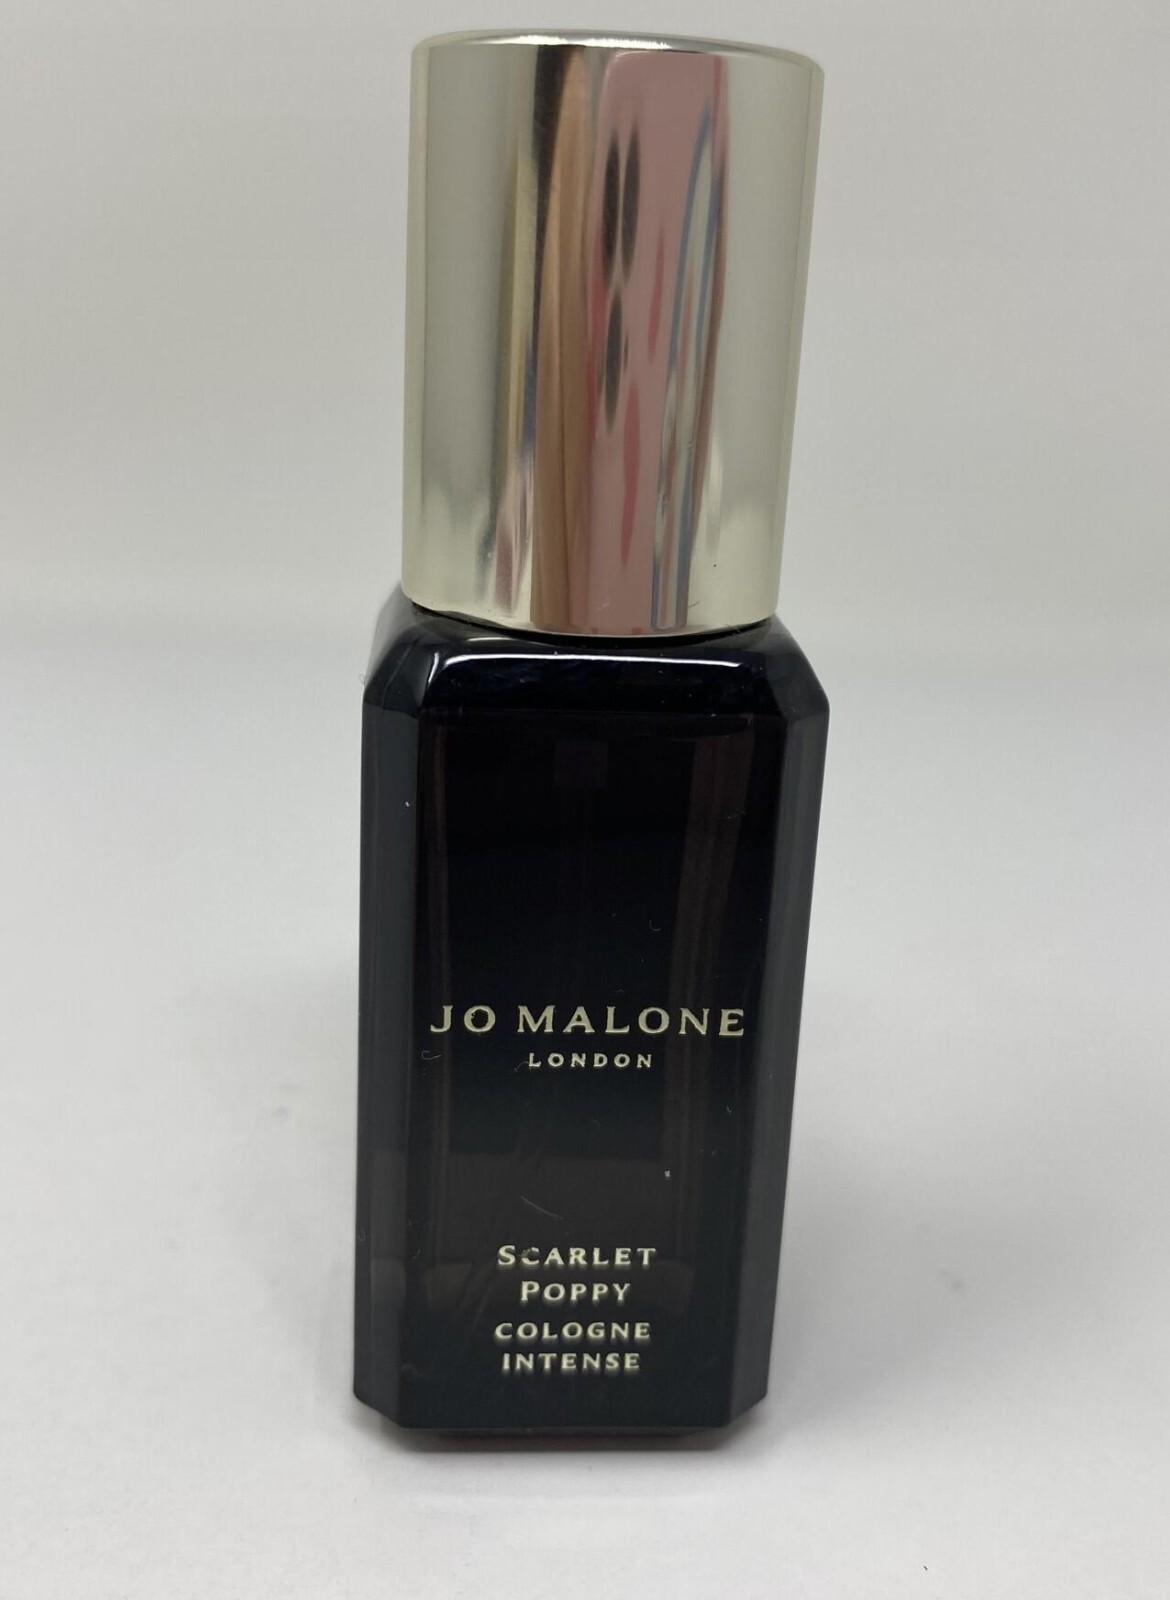 JO MALONE
LONDON
SCARLET
POPPY
COLOGNE
INTENSE